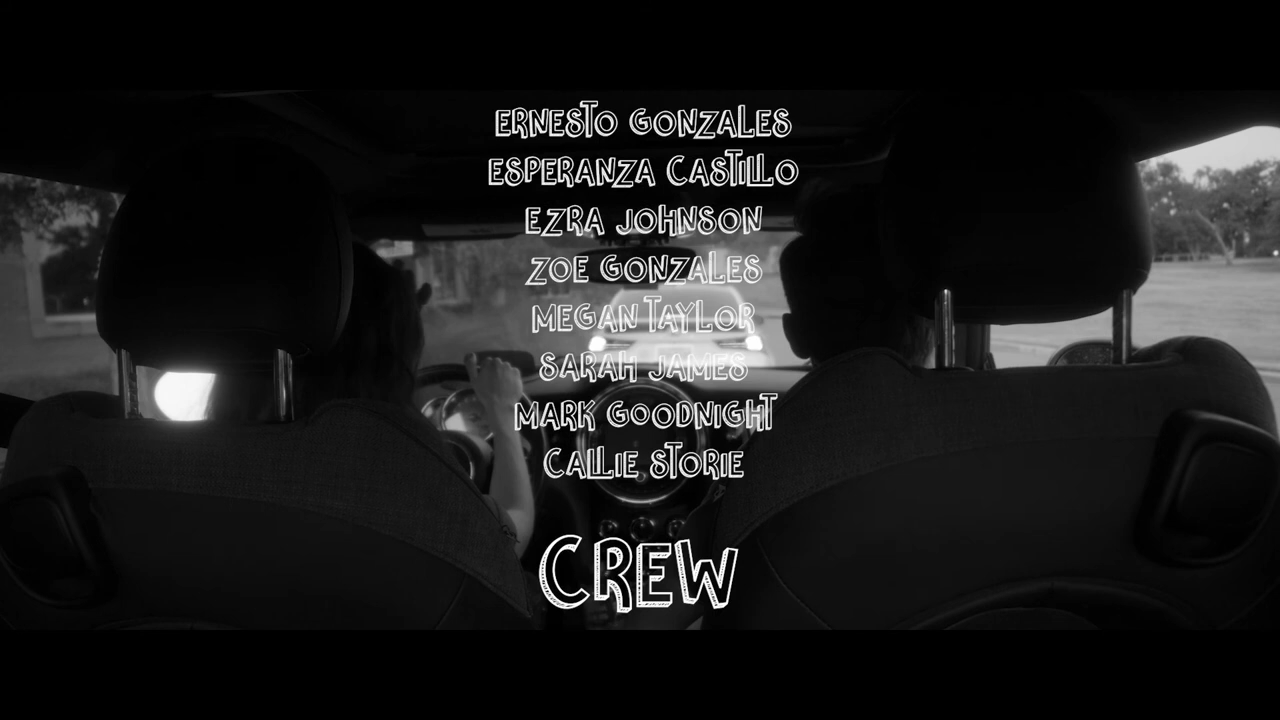 ERNESTO GONZALES
ESPERANZA CASTILLO
EZRA JOHNSON
ZOE GONZALES
MEGAN TAYLOR
SARAH JAMES
MARK GOODNIGHT
CALLIE STORIE
CREW